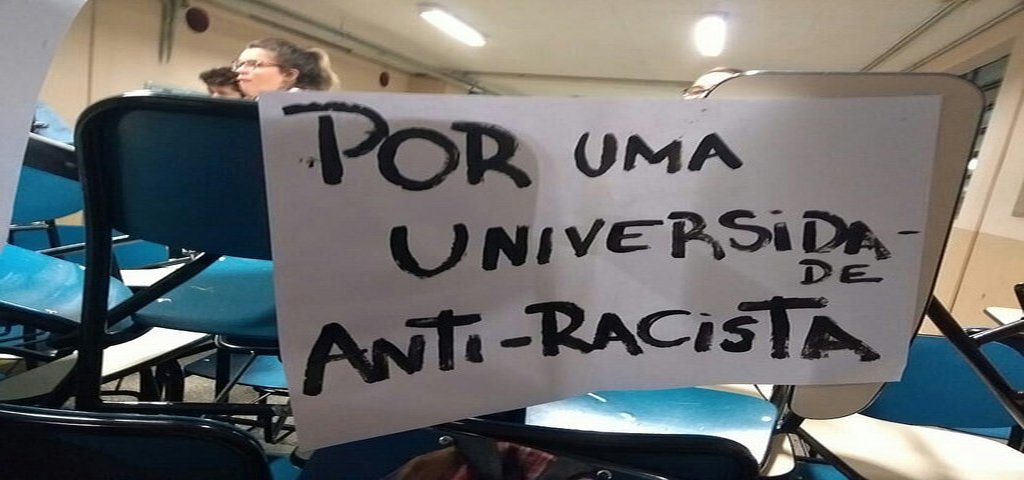 POR UMA
UNIVERSIDA-
DE
ANTI-RACISTA